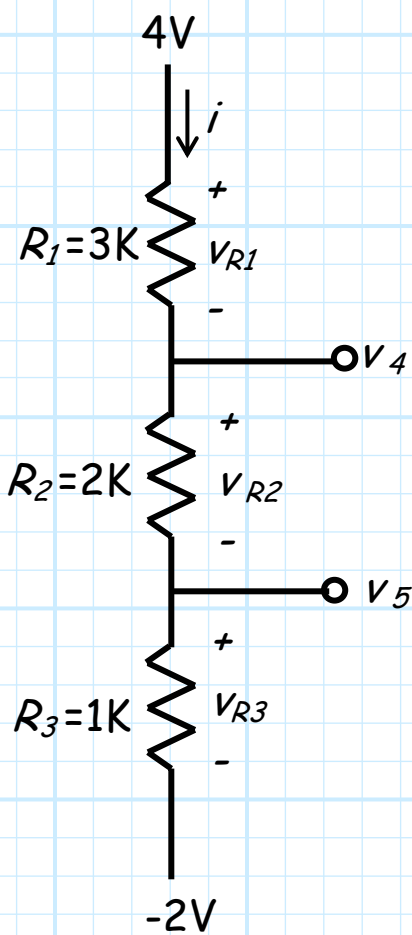 4V
i
+
R1=3K
vR1
-
v4
+
R2=2K
vR2
-
v5
+
R3=1K
vR3
-
-2V